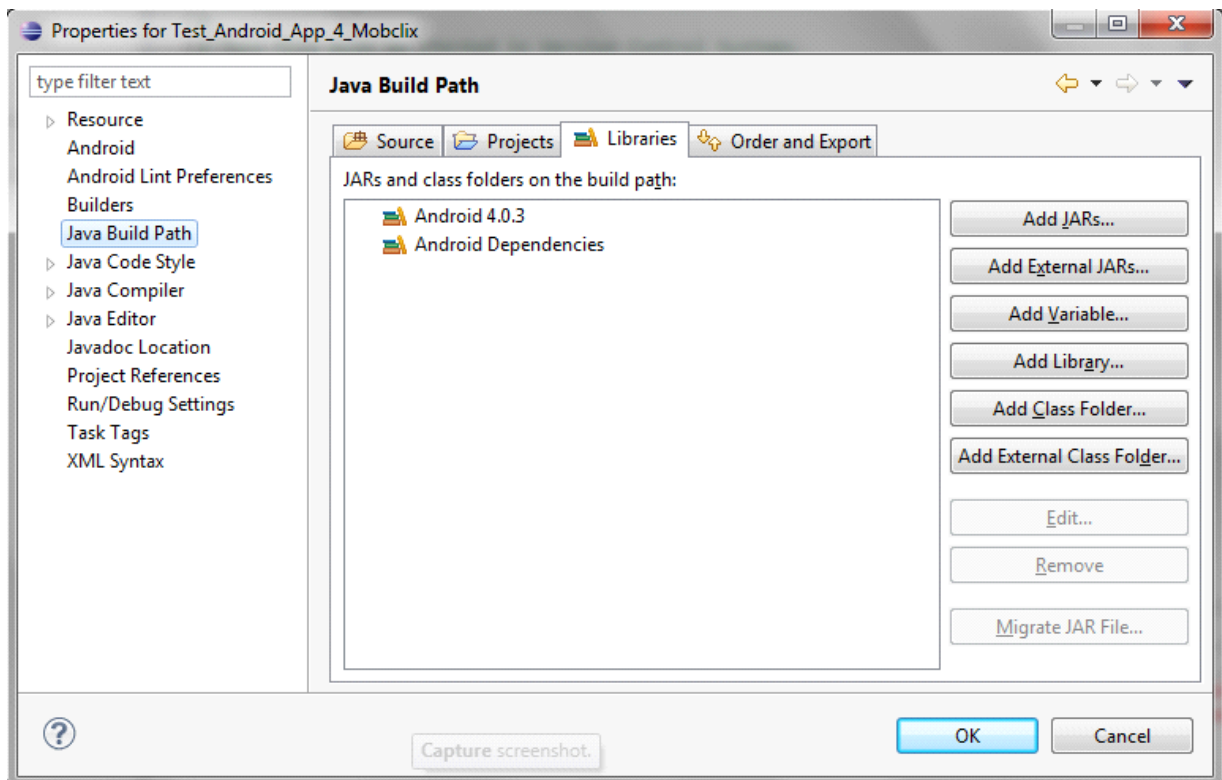 Properties for Test_Android_App_4_Mobclix
type filter text
Resource
Android
Android Lint Preferences
Builders
Java Build Path
Java Code Style
Java Compiler
Java Editor
Javadoc Location
Project References
Run/Debug Settings
Task Tags
XML Syntax
Java Build Path
Source Projects Libraries Order and Export
JARs and class folders on the build path:
Android 4.0.3
Android Dependencies
Add JARs...
Add External JARs...
Add Variable...
Add Library...
Add Class Folder...
Add External Class Folder...
Edit...
Remove
Migrate JAR File...
?
Capture screenshot.
OK Cancel